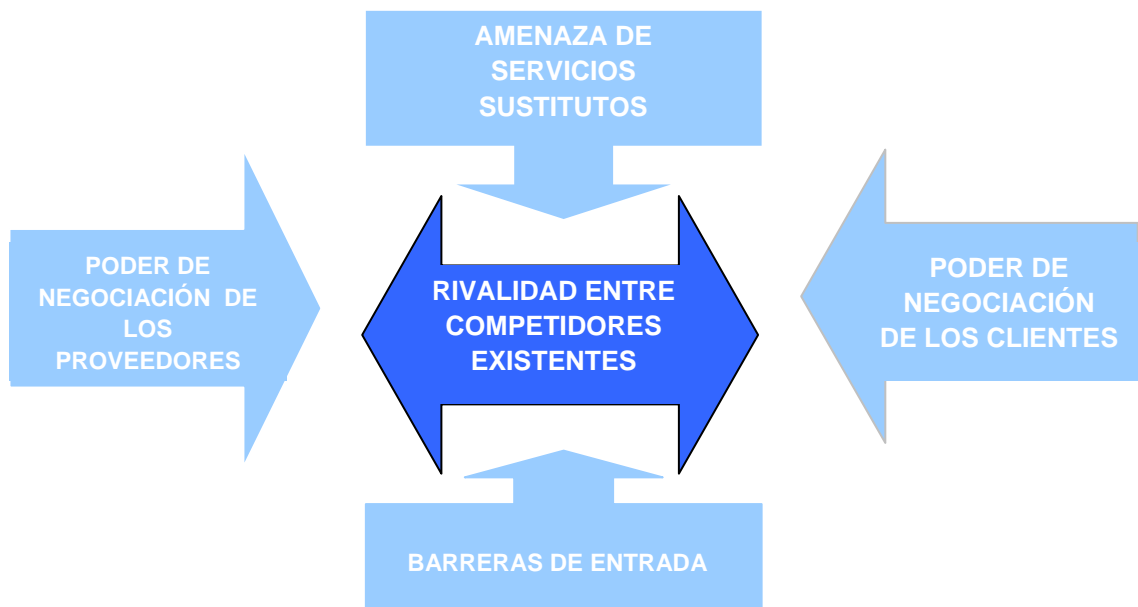 AMENAZA DE
SERVICIOS
SUSTITUTOS
PODER DE
NEGOCIACIÓN DE
LOS
PROVEEDORES
RIVALIDAD ENTRE
COMPETIDORES
EXISTENTES
PODER DE
NEGOCIACIÓN
DE LOS CLIENTES
BARRERAS DE ENTRADA